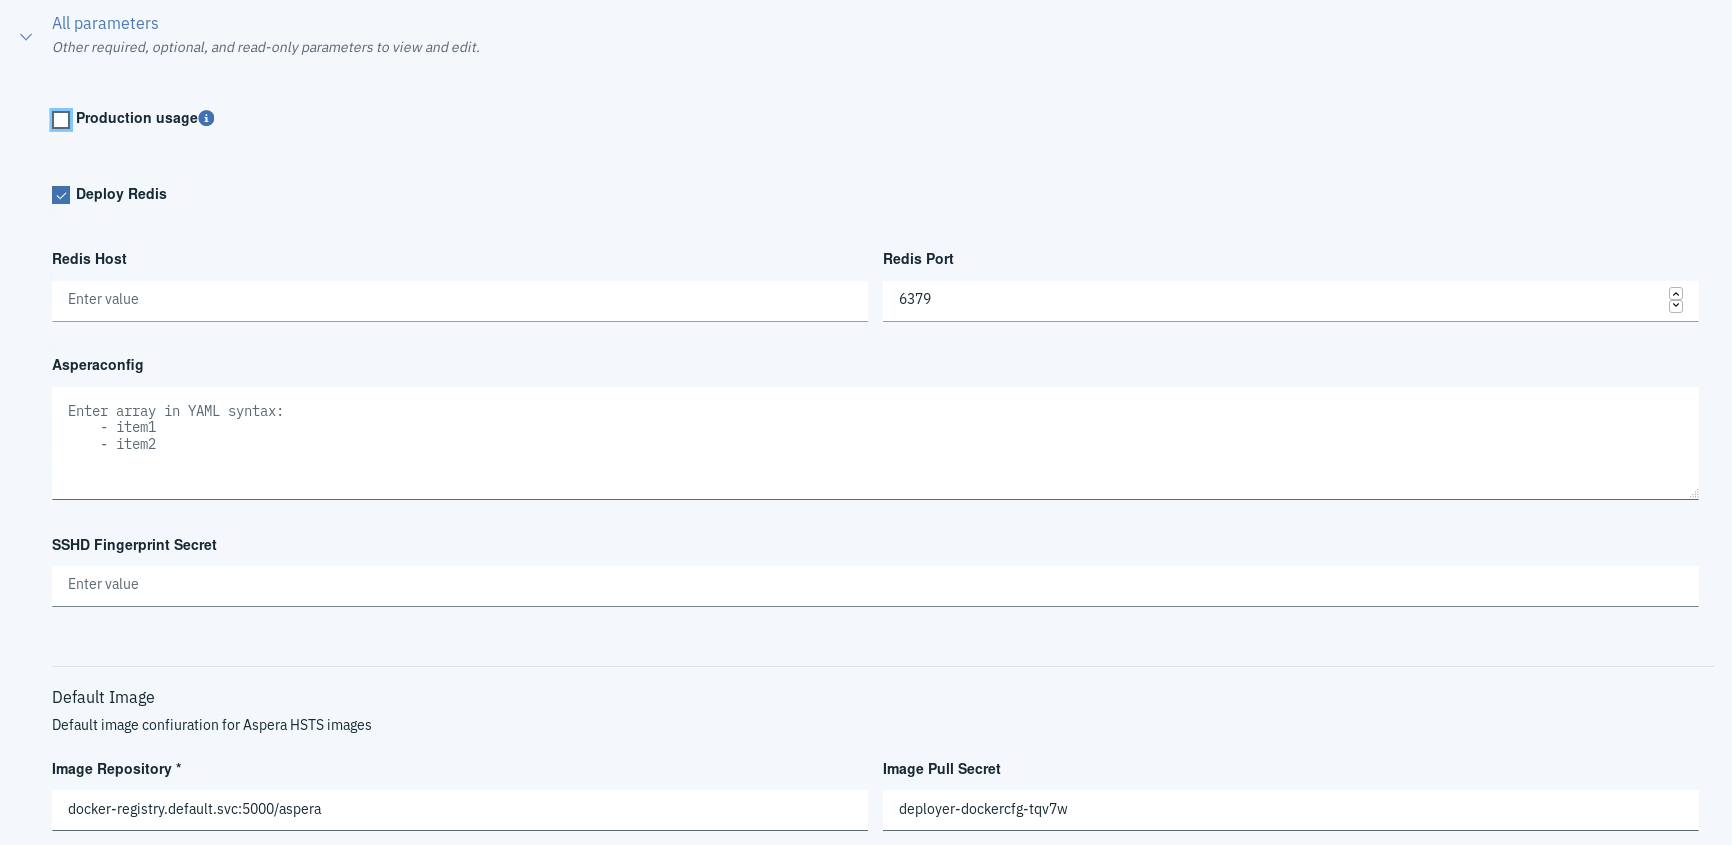 All parameters
Other required, optional, and read-only parameters to view and edit.
Production usage
Deploy Redis
Redis Host
Redis Port
Enter value
6379
Asperaconfig
Enter array in YAML syntax:
    - item1
    - item2
SSHD Fingerprint Secret
Enter value
Default Image
Default image confiuration for Aspera HSTS images
Image Repository *
Image Pull Secret
docker-registry.default.svc:5000/aspera
deployer-dockercfg-tqv7w